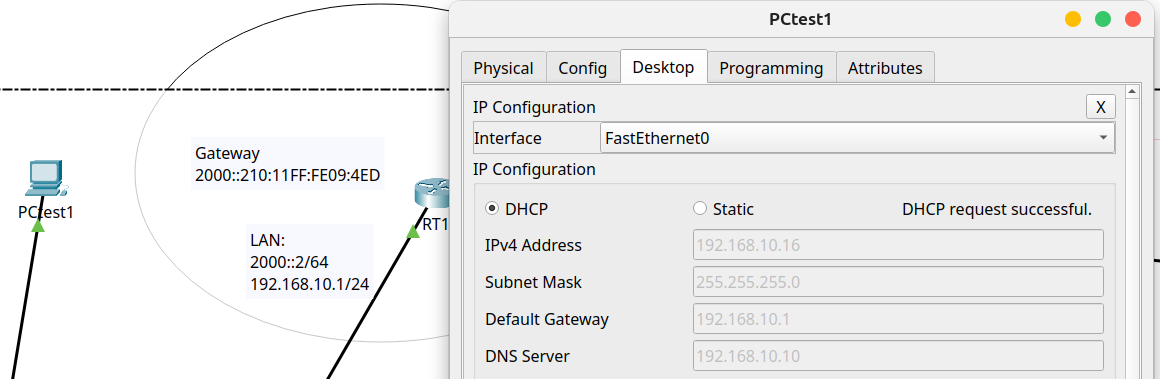 Gateway
2000::210:11FF:FE09:4ED
PCtest1
RT1
LAN:
2000::2/64
192.168.10.1/24
PCtest1
Physical Config Desktop Programming Attributes
IP Configuration X
Interface FastEthernet0
IP Configuration
DHCP Static DHCP request successful.
IPv4 Address 192.168.10.16
Subnet Mask 255.255.255.0
Default Gateway 192.168.10.1
DNS Server 192.168.10.10